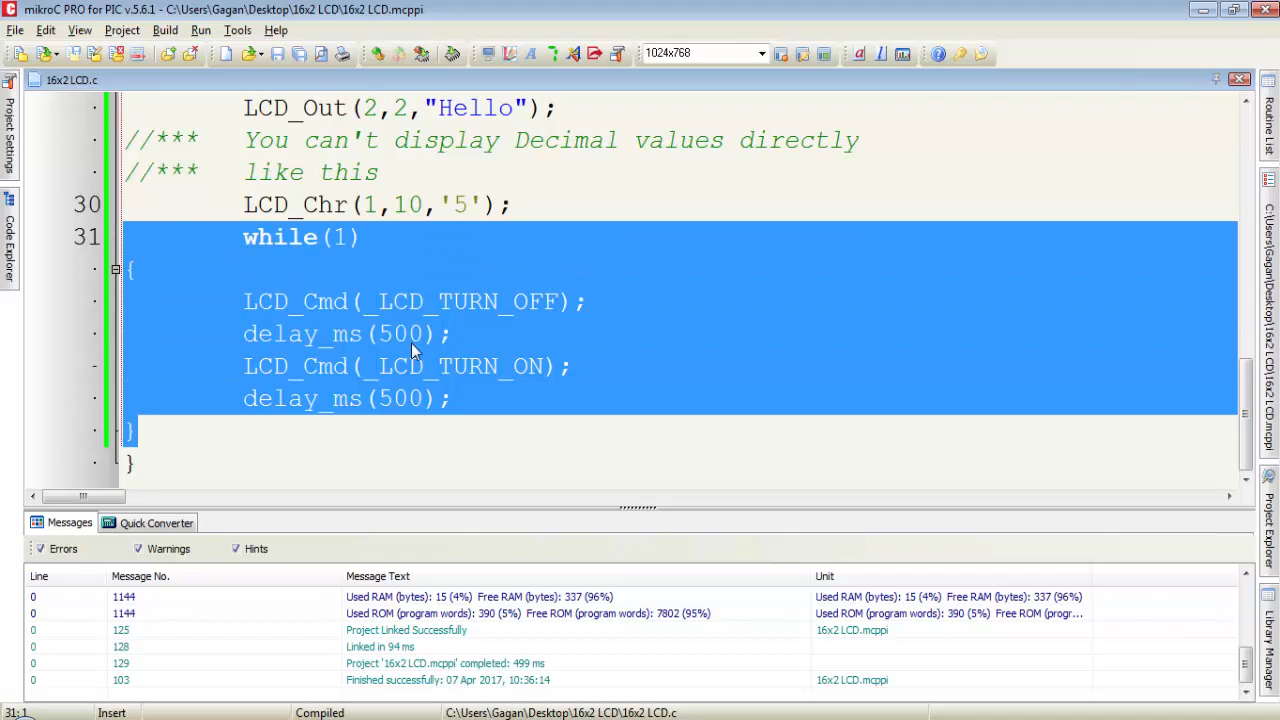 mikroC PRO for PIC v.5.6.1 - C:\Users\Gagan\Desktop\16x2 LCD\16x2 LCD.mcppi
File Edit View Project Build Run Tools Help
1024x768
16x2 LCD.c
LCD_Out(2,2,"Hello");
//*** You can't display Decimal values directly
//*** like this
30 LCD_Chr(1,10,'5');
31 while(1)
{
LCD_Cmd(_LCD_TURN_OFF);
delay_ms(500);
LCD_Cmd(_LCD_TURN_ON);
delay_ms(500);
}
}
Project Settings
Code Explorer
Routine List
C:\Users\Gagan\Desktop\16x2 LCD\16x2 LCD.mcppi
Project Explorer
Library Manager
Messages Quick Converter
Errors Warnings Hints
Line Message No. Message Text Unit
0 1144 Used RAM (bytes): 15 (4%) Free RAM (bytes): 337 (96%) Used RAM (bytes): 15 (4%) Free RAM (bytes): 337 (96%)
0 1144 Used ROM (program words): 390 (5%) Free ROM (program words): 7802 (95%) Used ROM (program words): 390 (5%) Free ROM (progr...
0 125 Project Linked Successfully 16x2 LCD.mcppi
0 128 Linked in 94 ms
0 129 Project '16x2 LCD.mcppi' completed: 499 ms
0 103 Finished successfully: 07 Apr 2017, 10:36:14 16x2 LCD.mcppi
31: 1 Insert Compiled C:\Users\Gagan\Desktop\16x2 LCD\16x2 LCD.c